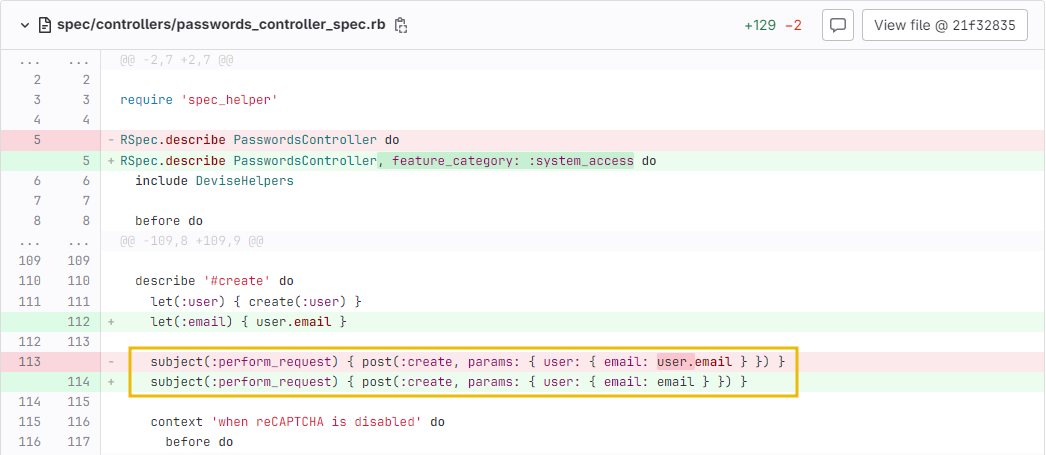 spec/controllers/passwords_controller_spec.rb +129 −2 View file @ 21f32835
... ... @@ -2,7 +2,7 @@
2 2
3 3 require 'spec_helper'
4 4
5 - RSpec.describe PasswordsController do
5 + RSpec.describe PasswordsController, feature_category: :system_access do
6 6 include DeviseHelpers
7 7
8 8 before do
... ... @@ -109,8 +109,9 @@
109 109
110 110 describe '#create' do
111 111 let(:user) { create(:user) }
112 + let(:email) { user.email }
112 113
113 - subject(:perform_request) { post(:create, params: { user: { email: user.email } }) }
114 + subject(:perform_request) { post(:create, params: { user: { email: email } }) }
114 115
115 116 context 'when reCAPTCHA is disabled' do
116 117 before do